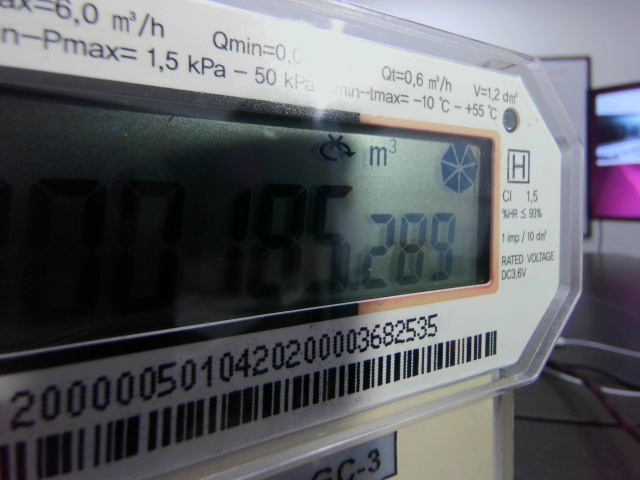 ax=6,0 m³/h
Qmin=0,0
Qt=0,6 m³/h
V=1,2 dm³
n-Pmax= 1,5 kPa - 50 kPa
tmin-tmax= -10 °C - +55 °C
m³
H
Cl 1,5
%HR ≤ 93%
1 imp / 10 dm³
RATED VOLTAGE
DC3,6V
00185.289
20000050104202000003682535
GC-3